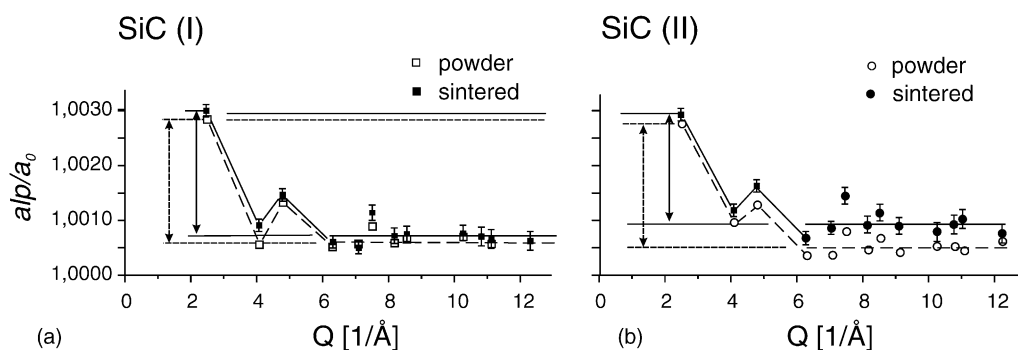 SiC (I)
powder
sintered
1,0030
1,0020
1,0010
1,0000
alp/a0
0 2 4 6 8 10 12
Q [1/Å]
(a)
SiC (II)
powder
sintered
0 2 4 6 8 10 12
Q [1/Å]
(b)